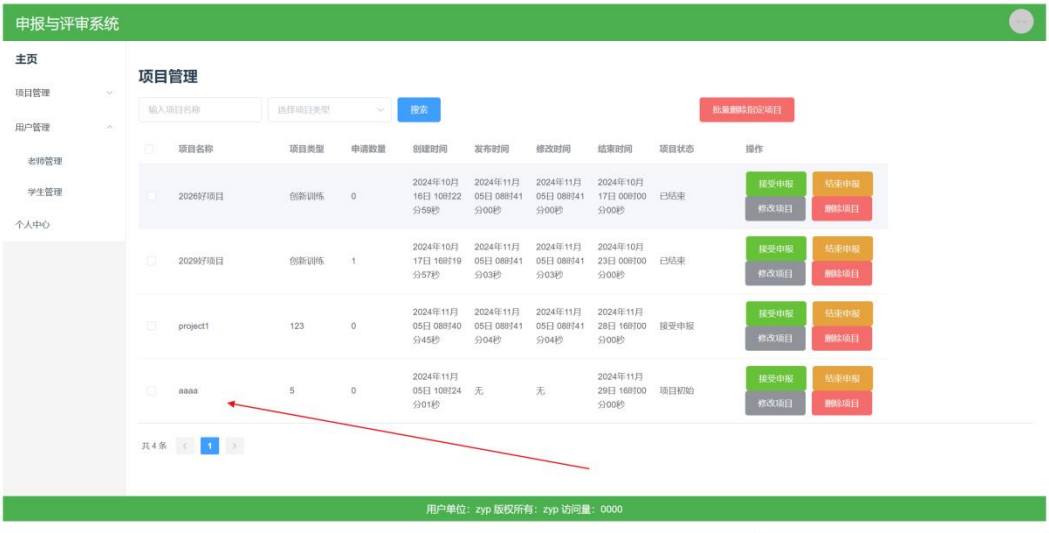 申报与评审系统
主页
项目管理
用户管理
老师管理
学生管理
个人中心
项目管理
输入项目名称 选择项目类型 搜索 批量删除指定项目
项目名称 项目类型 申请数量 创建时间 发布时间 修改时间 结束时间 项目状态 操作
2024年10月 2024年11月 2024年11月 2024年10月 接受申报 结束申报
2026好项目 创新训练 0 16日 10时22 05日 08时41 05日 08时41 17日 00时00 已结束
分59秒 分00秒 分00秒 分00秒 修改项目 删除项目
2024年10月 2024年11月 2024年11月 2024年10月 接受申报 结束申报
2029好项目 创新训练 1 17日 16时19 05日 08时41 05日 08时41 23日 00时00 已结束
分57秒 分03秒 分03秒 分00秒 修改项目 删除项目
2024年11月 2024年11月 2024年11月 2024年11月 接受申报 结束申报
project1 123 0 05日 08时40 05日 08时41 05日 08时41 28日 16时00 接受申报
分45秒 分04秒 分04秒 分00秒 修改项目 删除项目
2024年11月 2024年11月 接受申报 结束申报
aaaa 5 0 05日 10时24 无 无 29日 16时00 项目初始
分01秒 分00秒 修改项目 删除项目
共 4 条 1
用户单位：zyp 版权所有：zyp 访问量：0000